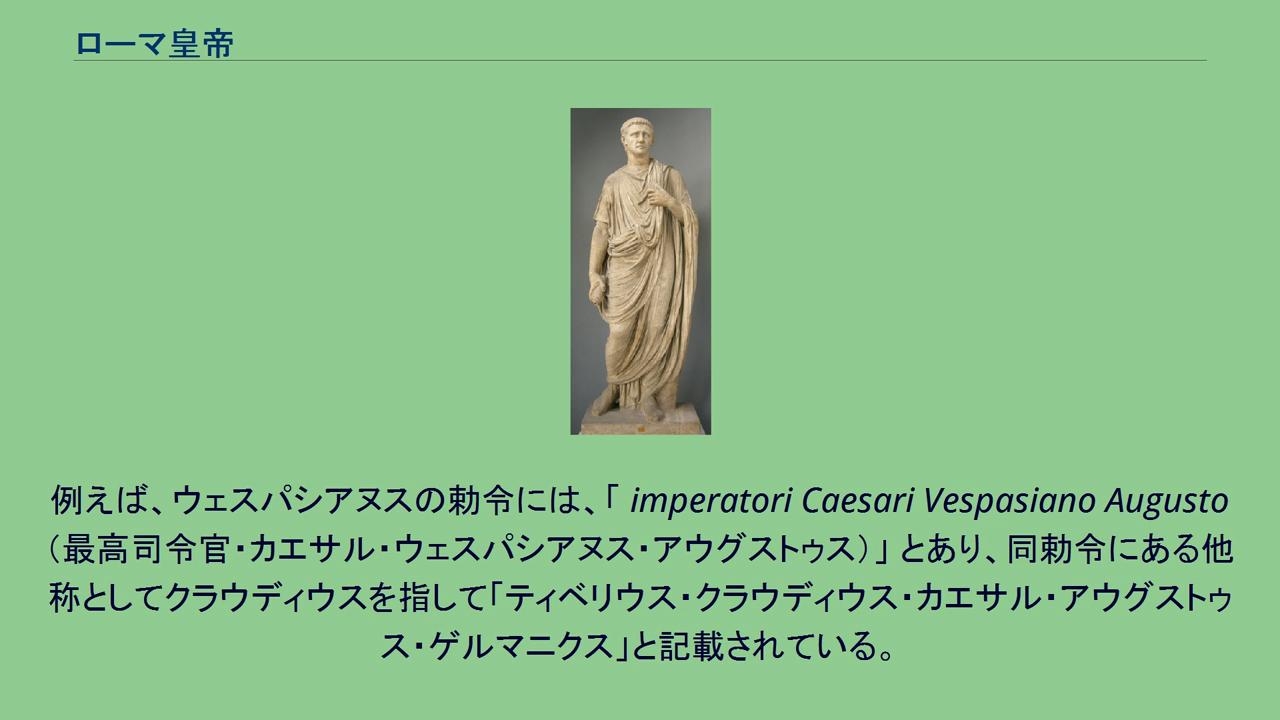 ローマ皇帝
例えば、ウェスパシアヌスの勅令には、「 imperatori Caesari Vespasiano Augusto
（最高司令官・カエサル・ウェスパシアヌス・アウグストゥス）」 とあり、同勅令にある他
称としてクラウディウスを指して「ティベリウス・クラウディウス・カエサル・アウグストゥ
ス・ゲルマニクス」と記載されている。